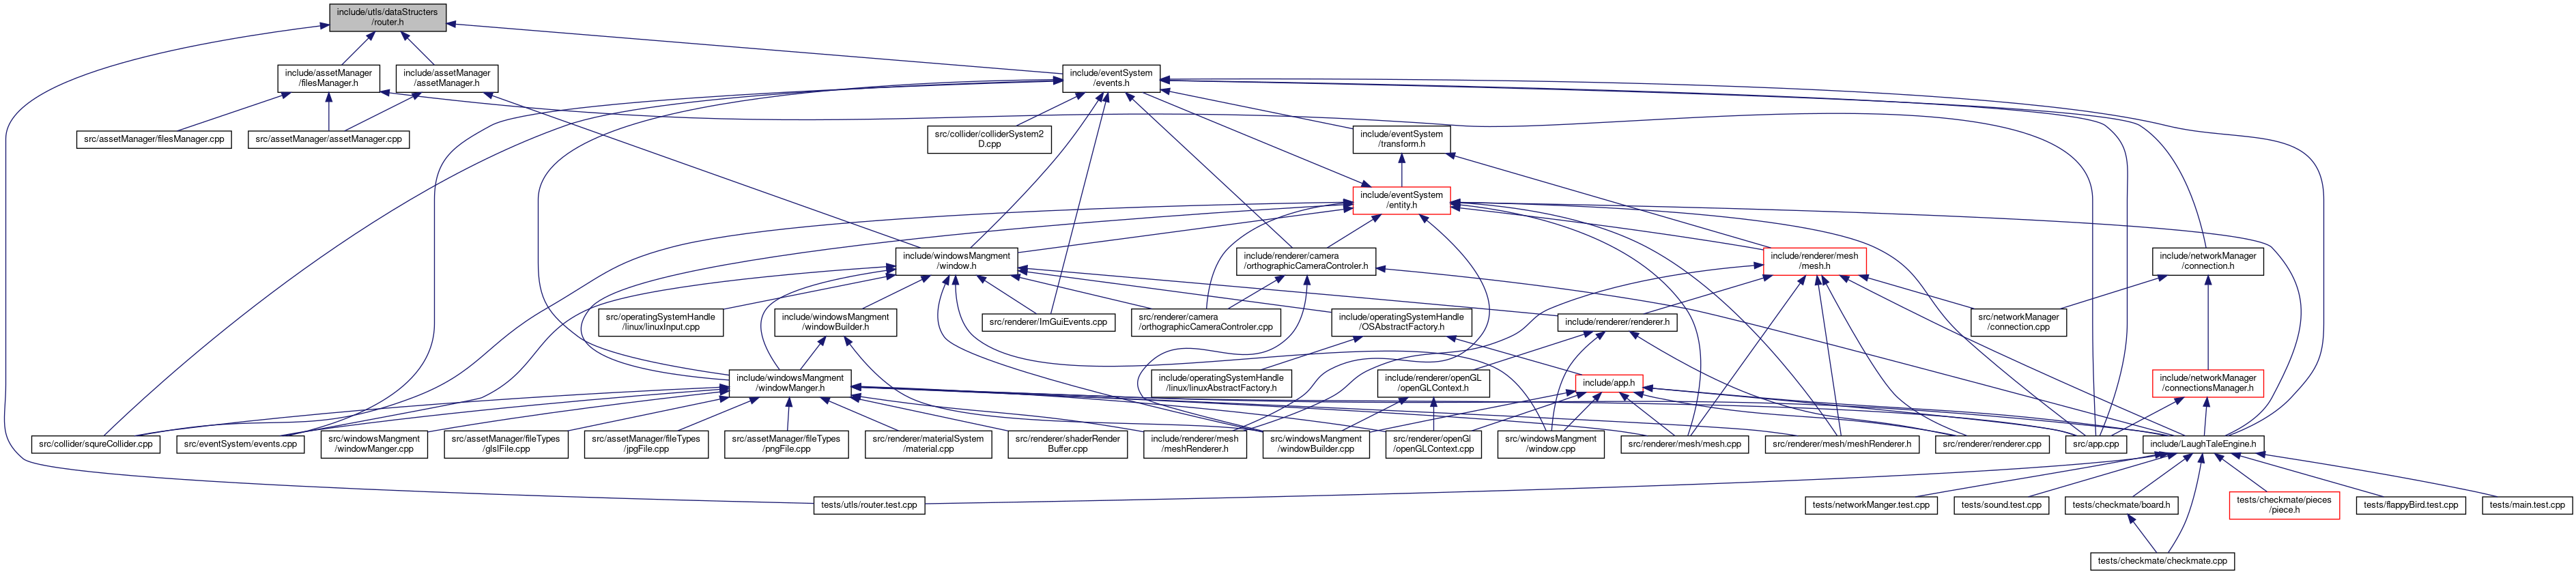 include/utls/dataStructers
/router.h
include/assetManager
/filesManager.h
include/assetManager
/assetManager.h
include/eventSystem
/events.h
src/assetManager/filesManager.cpp
src/assetManager/assetManager.cpp
src/collider/colliderSystem2
D.cpp
include/eventSystem
/transform.h
include/eventSystem
/entity.h
include/windowsMangment
/window.h
include/renderer/camera
/orthographicCameraControler.h
include/renderer/mesh
/mesh.h
include/networkManager
/connection.h
src/operatingSystemHandle
/linux/linuxInput.cpp
include/windowsMangment
/windowBuilder.h
src/renderer/ImGuiEvents.cpp
src/renderer/camera
/orthographicCameraControler.cpp
include/operatingSystemHandle
/OSAbstractFactory.h
include/renderer/renderer.h
src/networkManager
/connection.cpp
include/windowsMangment
/windowManger.h
include/operatingSystemHandle
/linux/linuxAbstractFactory.h
include/renderer/openGL
/openGLContext.h
include/app.h
include/networkManager
/connectionsManager.h
src/collider/squreCollider.cpp
src/eventSystem/events.cpp
src/windowsMangment
/windowManger.cpp
src/assetManager/fileTypes
/glslFile.cpp
src/assetManager/fileTypes
/jpgFile.cpp
src/assetManager/fileTypes
/pngFile.cpp
src/renderer/materialSystem
/material.cpp
src/renderer/shaderRender
Buffer.cpp
include/renderer/mesh
/meshRenderer.h
src/windowsMangment
/windowBuilder.cpp
src/renderer/openGl
/openGLContext.cpp
src/windowsMangment
/window.cpp
src/renderer/mesh/mesh.cpp
src/renderer/mesh/meshRenderer.h
src/renderer/renderer.cpp
src/app.cpp
include/LaughTaleEngine.h
tests/utls/router.test.cpp
tests/networkManger.test.cpp
tests/sound.test.cpp
tests/checkmate/board.h
tests/checkmate/pieces
/piece.h
tests/flappyBird.test.cpp
tests/main.test.cpp
tests/checkmate/checkmate.cpp